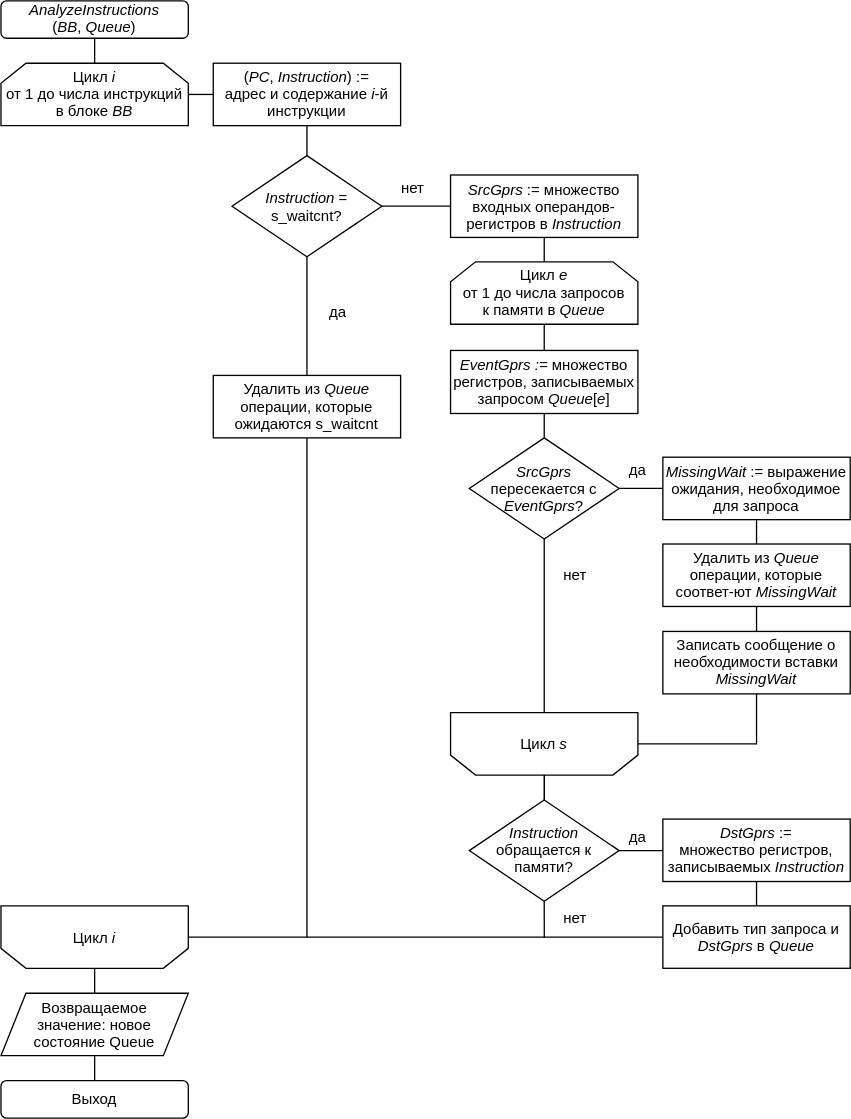 AnalyzeInstructions
(BB, Queue)
Цикл i
от 1 до числа инструкций
в блоке BB
(PC, Instruction) :=
адрес и содержание i-й
инструкции
Instruction =
s_waitcnt?
нет
SrcGprs := множество
входных операндов-
регистров в Instruction
Цикл e
от 1 до числа запросов
к памяти в Queue
да
EventGprs := множество
регистров, записываемых
запросом Queue[e]
Удалить из Queue
операции, которые
ожидаются s_waitcnt
SrcGprs
пересекается с
EventGprs?
да
MissingWait := выражение
ожидания, необходимое
для запроса
нет
Удалить из Queue
операции, которые
соответ-ют MissingWait
Записать сообщение о
необходимости вставки
MissingWait
Цикл s
Instruction
обращается к
памяти?
да
DstGprs :=
множество регистров,
записываемых Instruction
нет
Добавить тип запроса и
DstGprs в Queue
Цикл i
Возвращаемое
значение: новое
состояние Queue
Выход